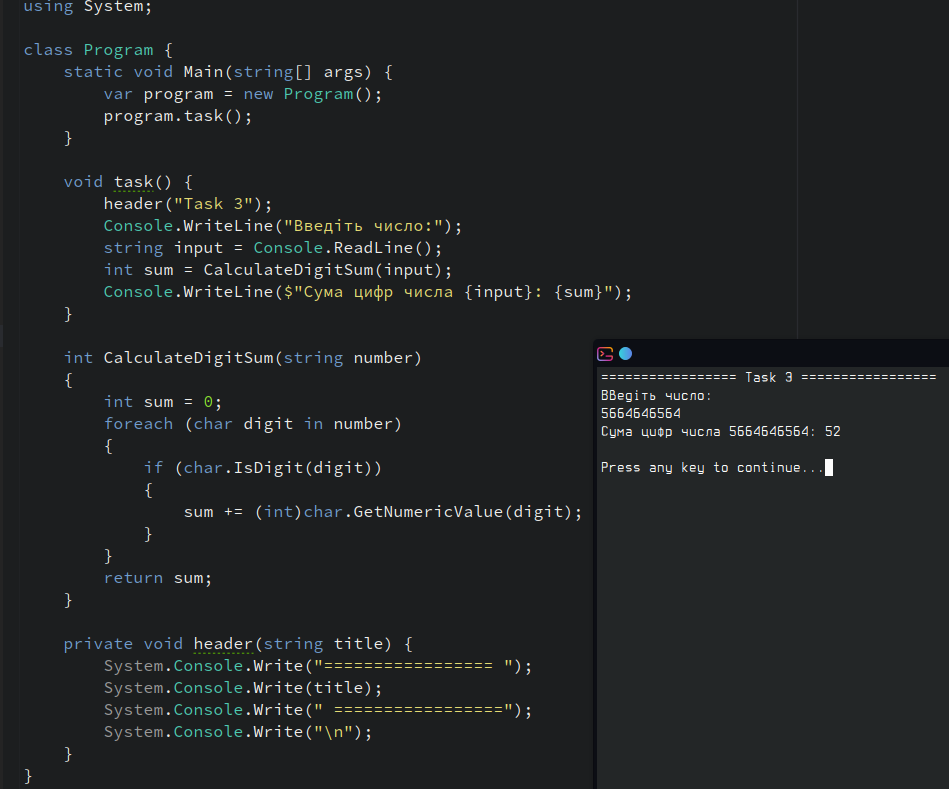 using System;
class Program {
static void Main(string[] args) {
var program = new Program();
program.task();
}
void task() {
header("Task 3");
Console.WriteLine("Введіть число:");
string input = Console.ReadLine();
int sum = CalculateDigitSum(input);
Console.WriteLine($"Сума цифр числа {input}: {sum}");
}
int CalculateDigitSum(string number)
{
int sum = 0;
foreach (char digit in number)
{
if (char.IsDigit(digit))
{
sum += (int)char.GetNumericValue(digit);
}
}
return sum;
}
private void header(string title) {
System.Console.Write("================= ");
System.Console.Write(title);
System.Console.Write(" =================");
System.Console.Write("\n");
}
}
================= Task 3 =================
Введіть число:
5664646564
Сума цифр числа 5664646564: 52
Press any key to continue...